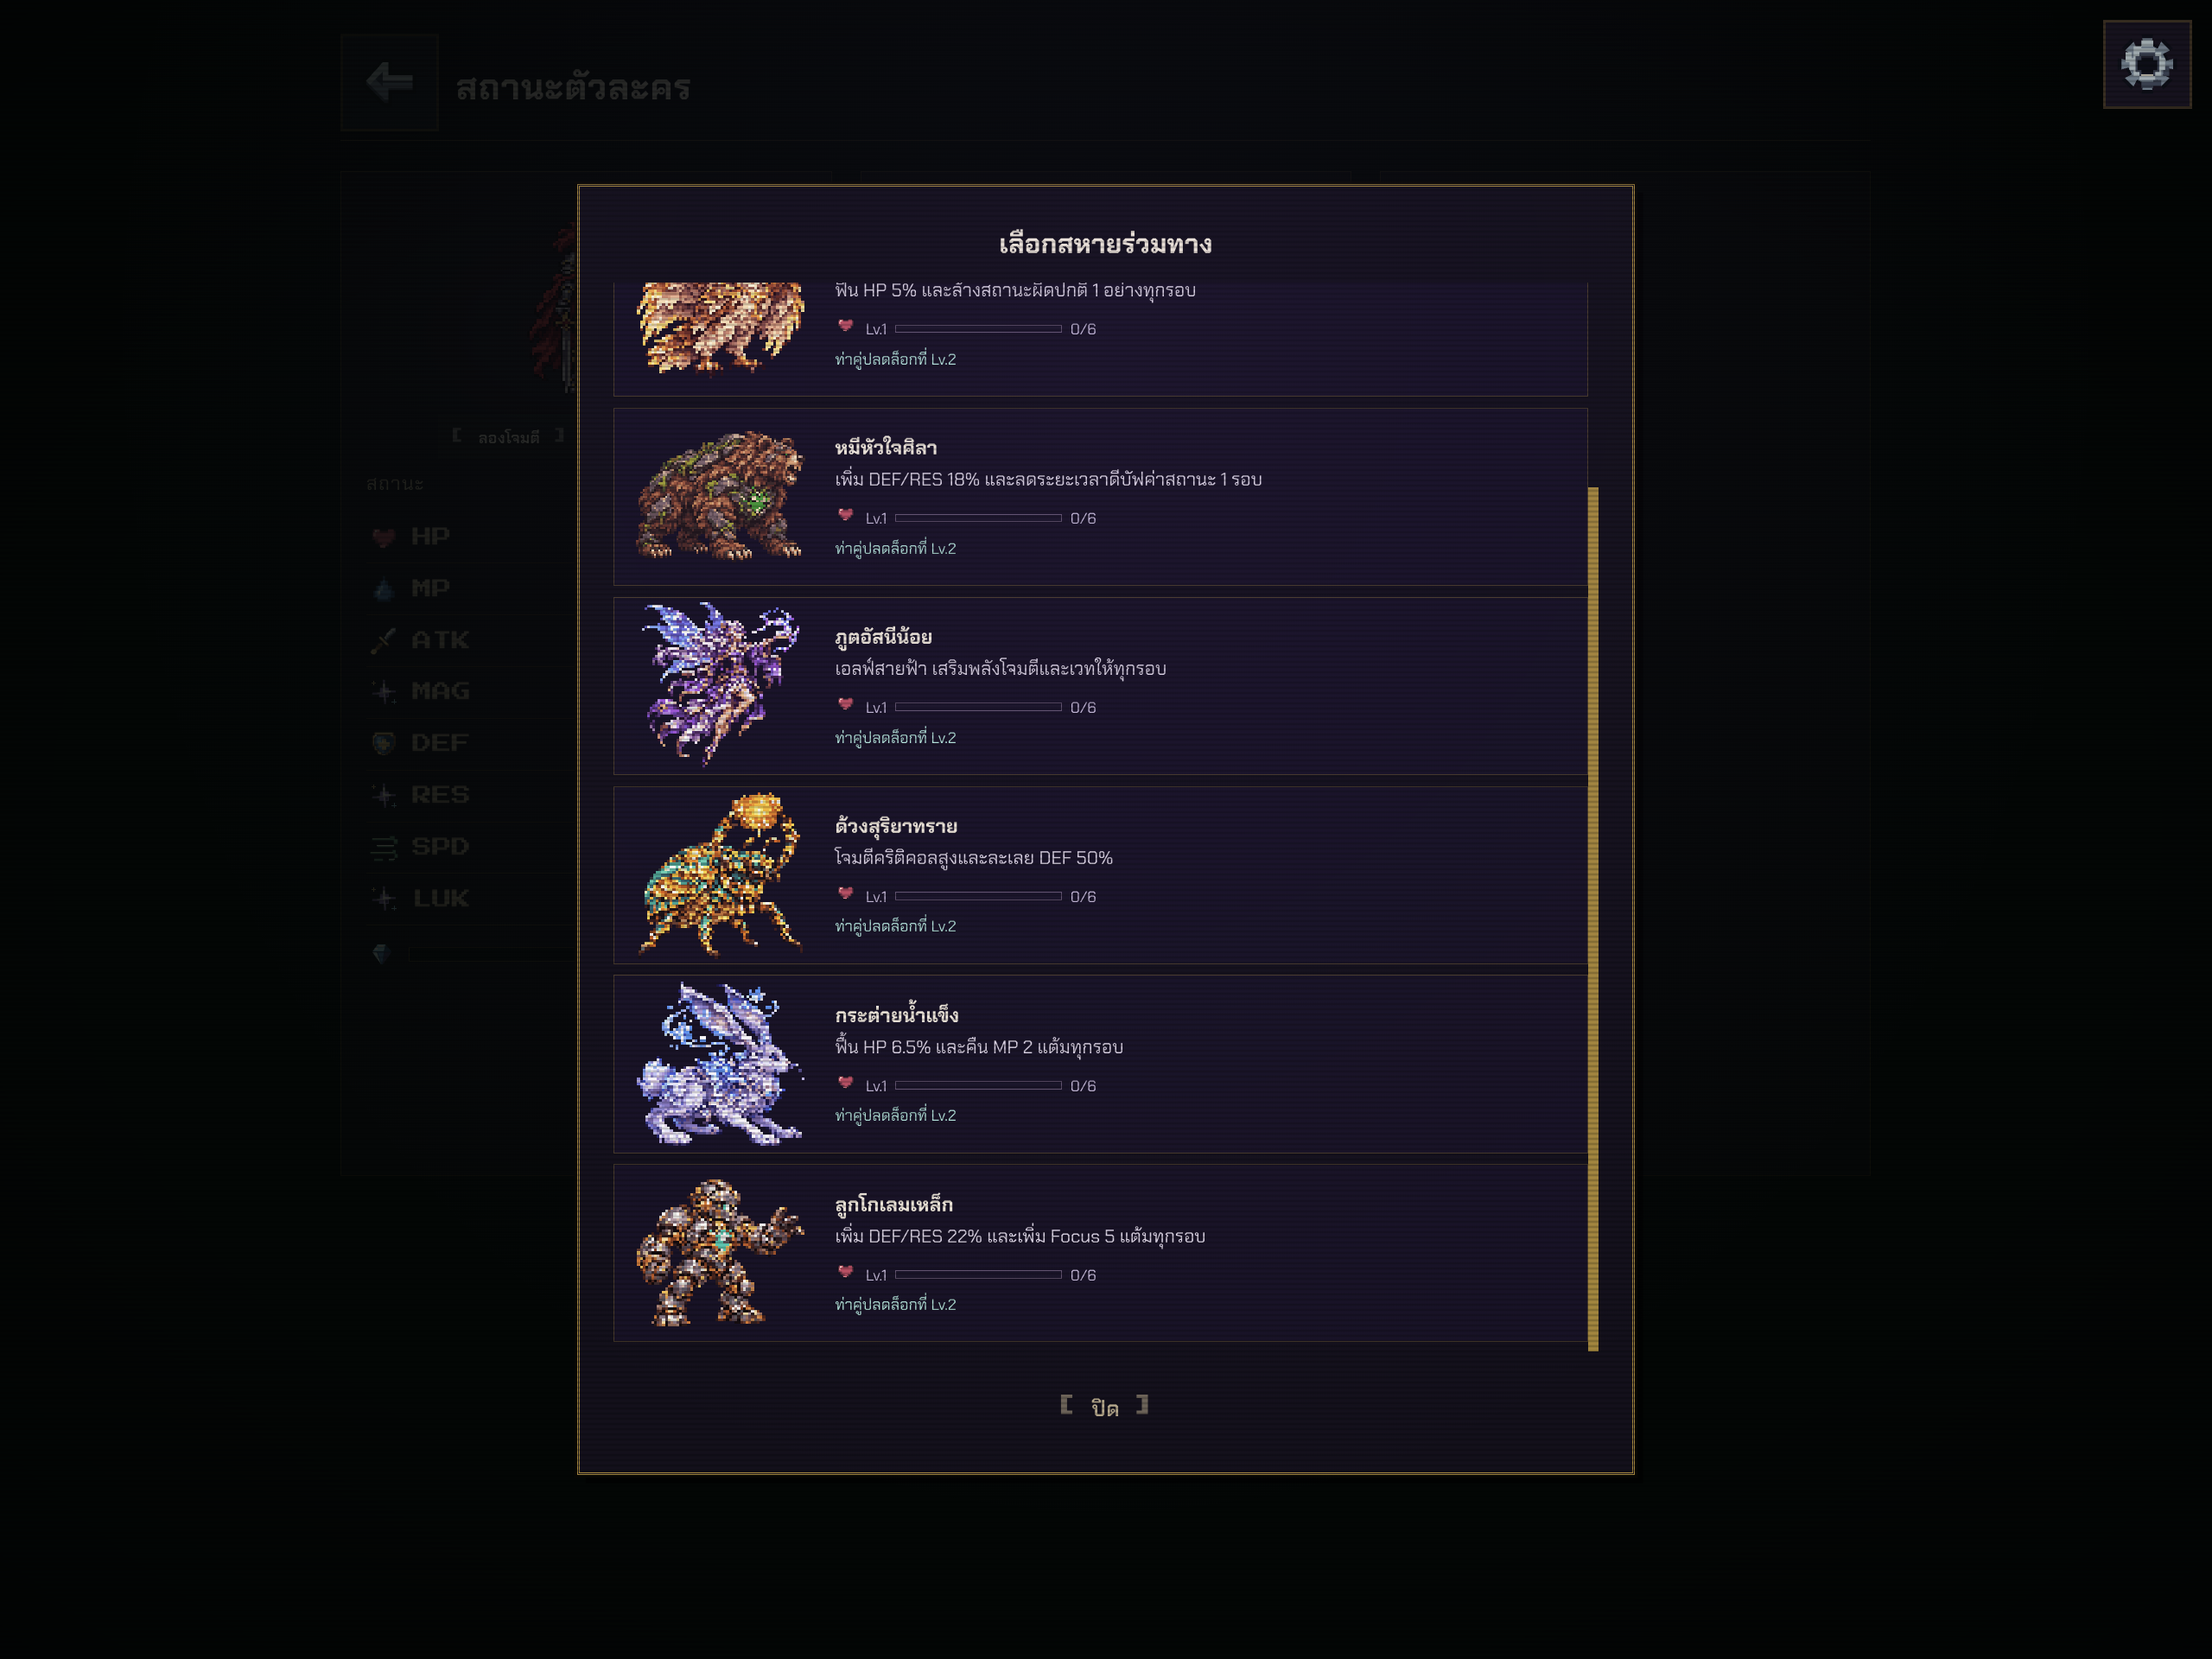 สถานะตัวละคร
เลือกสหายร่วมทาง
ฟื้น HP 5% และล้างสถานะผิดปกติ 1 อย่างทุกรอบ
Lv.1 0/6
ท่าคู่ปลดล็อกที่ Lv.2
หมีหัวใจศิลา
เพิ่ม DEF/RES 18% และลดระยะเวลาดีบัฟค่าสถานะ 1 รอบ
Lv.1 0/6
ท่าคู่ปลดล็อกที่ Lv.2
ภูตอัสนีน้อย
เอลฟ์สายฟ้า เสริมพลังโจมตีและเวทให้ทุกรอบ
Lv.1 0/6
ท่าคู่ปลดล็อกที่ Lv.2
ด้วงสุริยาทราย
โจมตีคริติคอลสูงและละเลย DEF 50%
Lv.1 0/6
ท่าคู่ปลดล็อกที่ Lv.2
กระต่ายน้ำแข็ง
ฟื้น HP 6.5% และคืน MP 2 แต้มทุกรอบ
Lv.1 0/6
ท่าคู่ปลดล็อกที่ Lv.2
ลูกโกเลมเหล็ก
เพิ่ม DEF/RES 22% และเพิ่ม Focus 5 แต้มทุกรอบ
Lv.1 0/6
ท่าคู่ปลดล็อกที่ Lv.2
[ ปิด ]
[ ลองโจมตี ]
สถานะ
HP
MP
ATK
MAG
DEF
RES
SPD
LUK